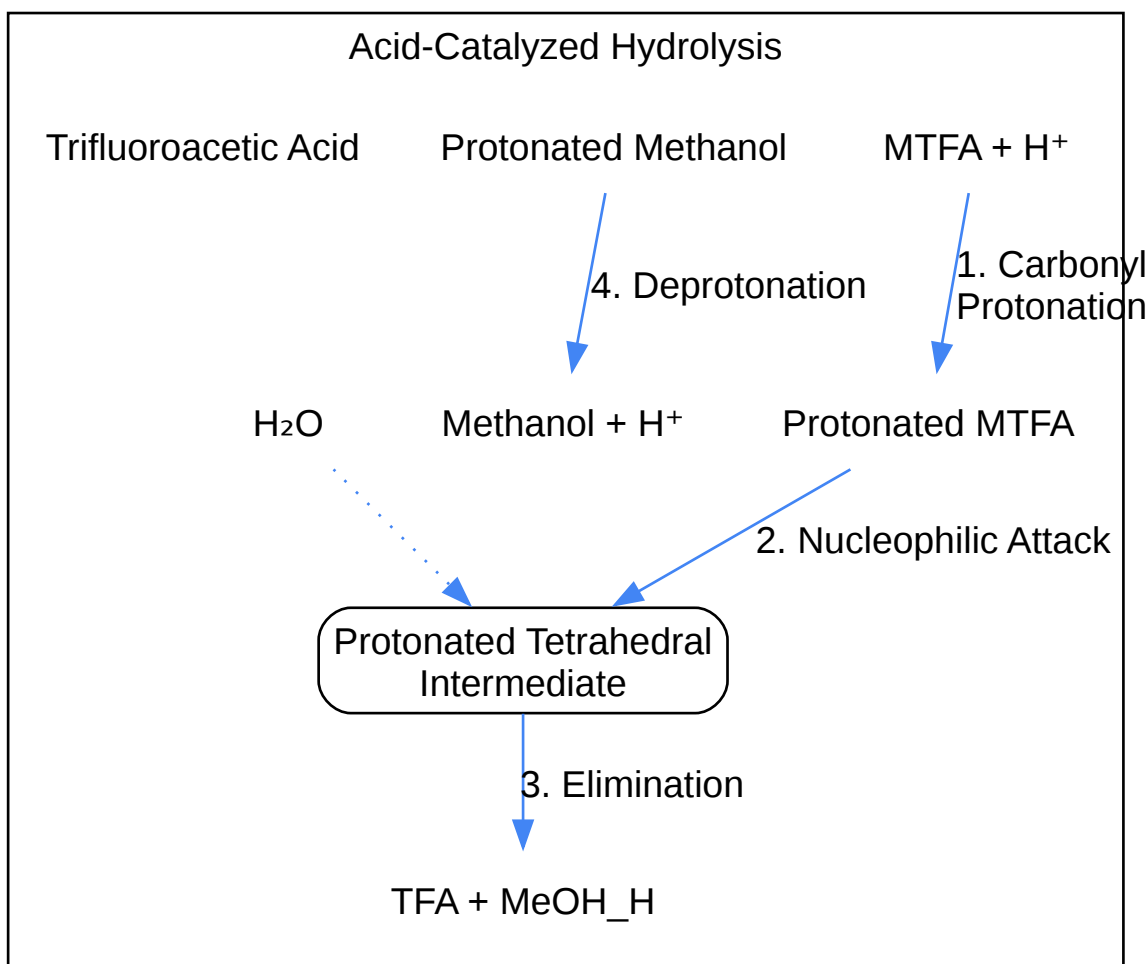 Acid-Catalyzed Hydrolysis
Trifluoroacetic Acid
Protonated Methanol
MTFA + H⁺
4. Deprotonation
1. Carbonyl
Protonation
H₂O
Methanol + H⁺
Protonated MTFA
2. Nucleophilic Attack
Protonated Tetrahedral
Intermediate
3. Elimination
TFA + MeOH_H